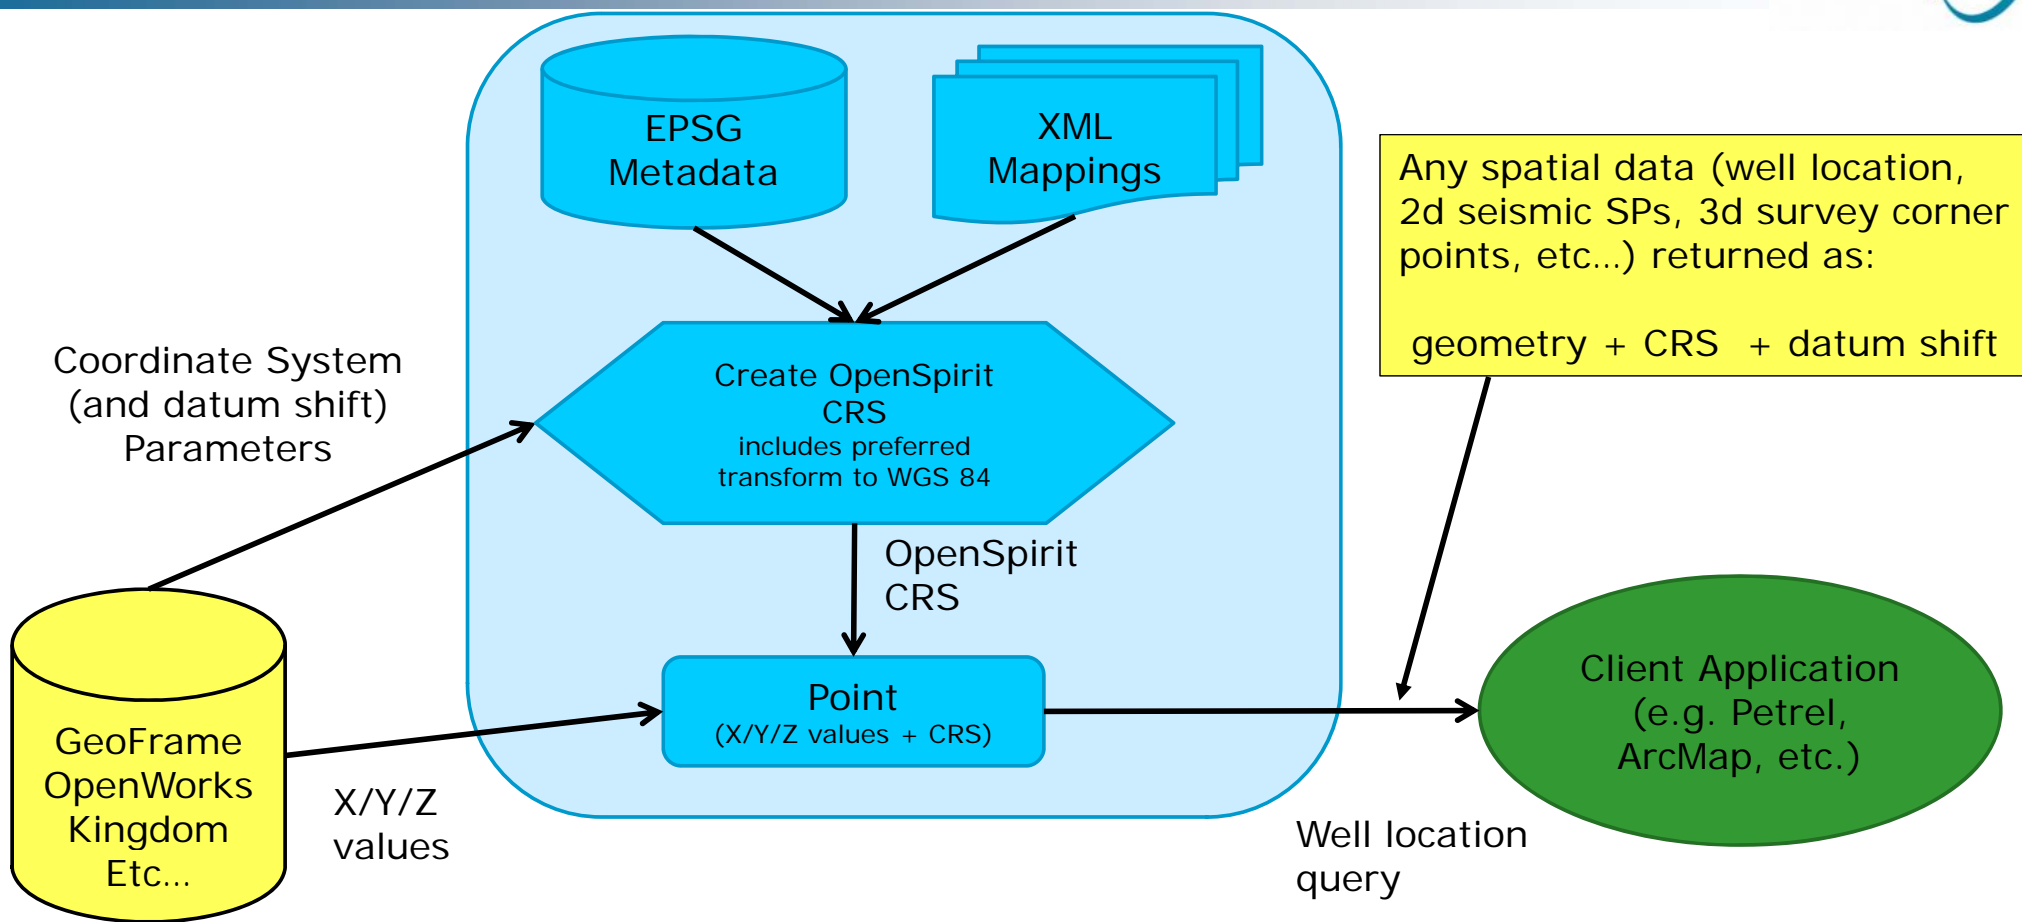 EPSG
Metadata
XML
Mappings
Any spatial data (well location,
2d seismic SPs, 3d survey corner
points, etc...) returned as:
geometry + CRS + datum shift
Coordinate System
(and datum shift)
Parameters
Create OpenSpirit
CRS
includes preferred
transform to WGS 84
OpenSpirit
CRS
Point
(X/Y/Z values + CRS)
Client Application
(e.g. Petrel,
ArcMap, etc.)
GeoFrame
OpenWorks
Kingdom
Etc...
X/Y/Z
values
Well location
query